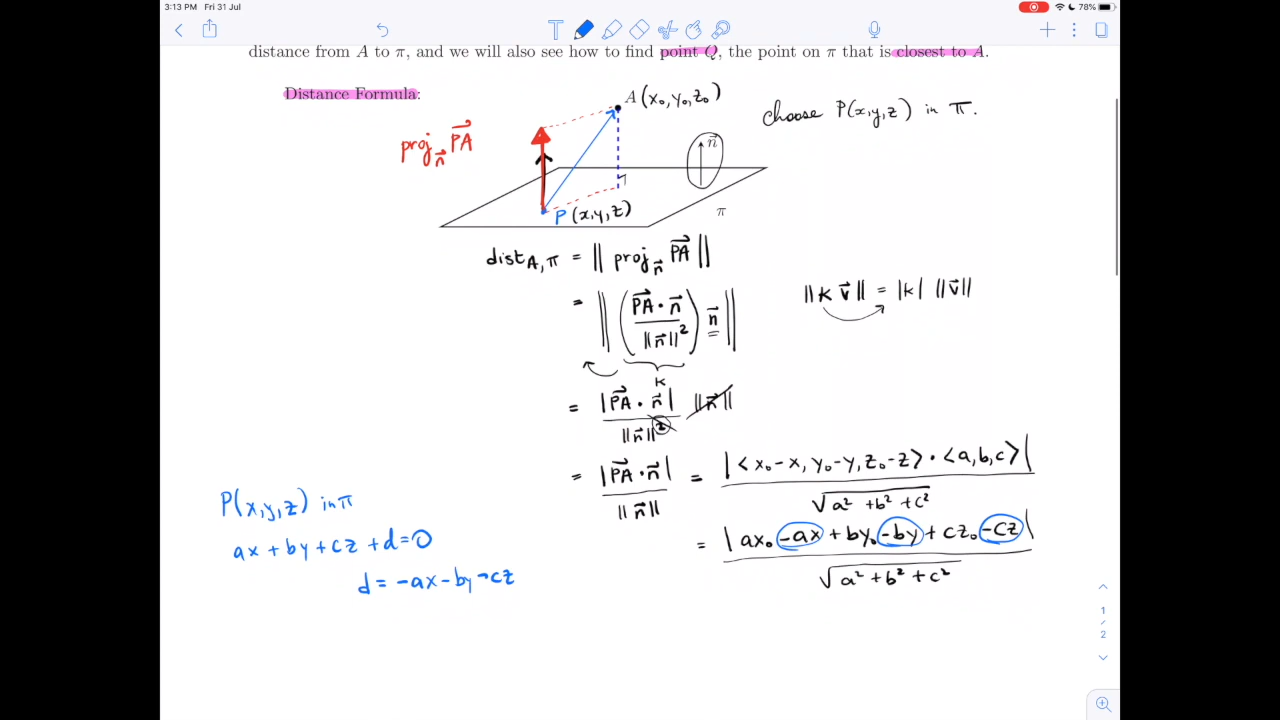 3:13 PM Fri 31 Jul
78%
distance from A to π, and we will also see how to find point Q, the point on π that is closest to A.
Distance Formula:
A(x₀, y₀, z₀)
choose P(x,y,z) in π.
proj_n⃗ PA⃗
n⃗
P(x,y,z)
π
dist_A,π = ‖ proj_n⃗ PA⃗ ‖
= ‖ (PA⃗ · n⃗ / ‖n⃗‖²) n⃗ ‖
‖k v⃗‖ = |k| ‖v⃗‖
k
= |PA⃗ · n⃗| / ‖n⃗‖² ‖n⃗‖
= |PA⃗ · n⃗| / ‖n⃗‖ = |<x₀-x, y₀-y, z₀-z> · <a,b,c>| / √a² + b² + c²
= |ax₀ -ax + by₀ -by + cz₀ -cz| / √a² + b² + c²
P(x,y,z) in π
ax + by + cz + d = 0
d = -ax - by - cz
1
/
2